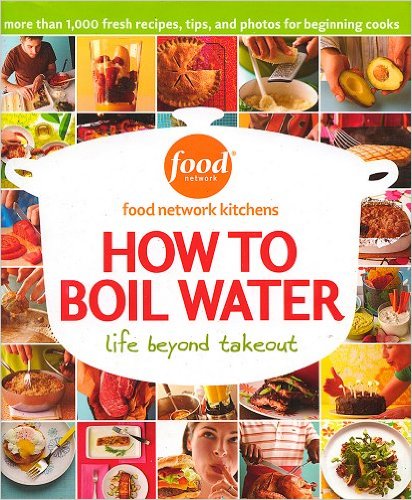 more than 1,000 fresh recipes, tips, and photos for beginning cooks
food®
network
food network kitchens
HOW TO
BOIL WATER
life beyond takeout